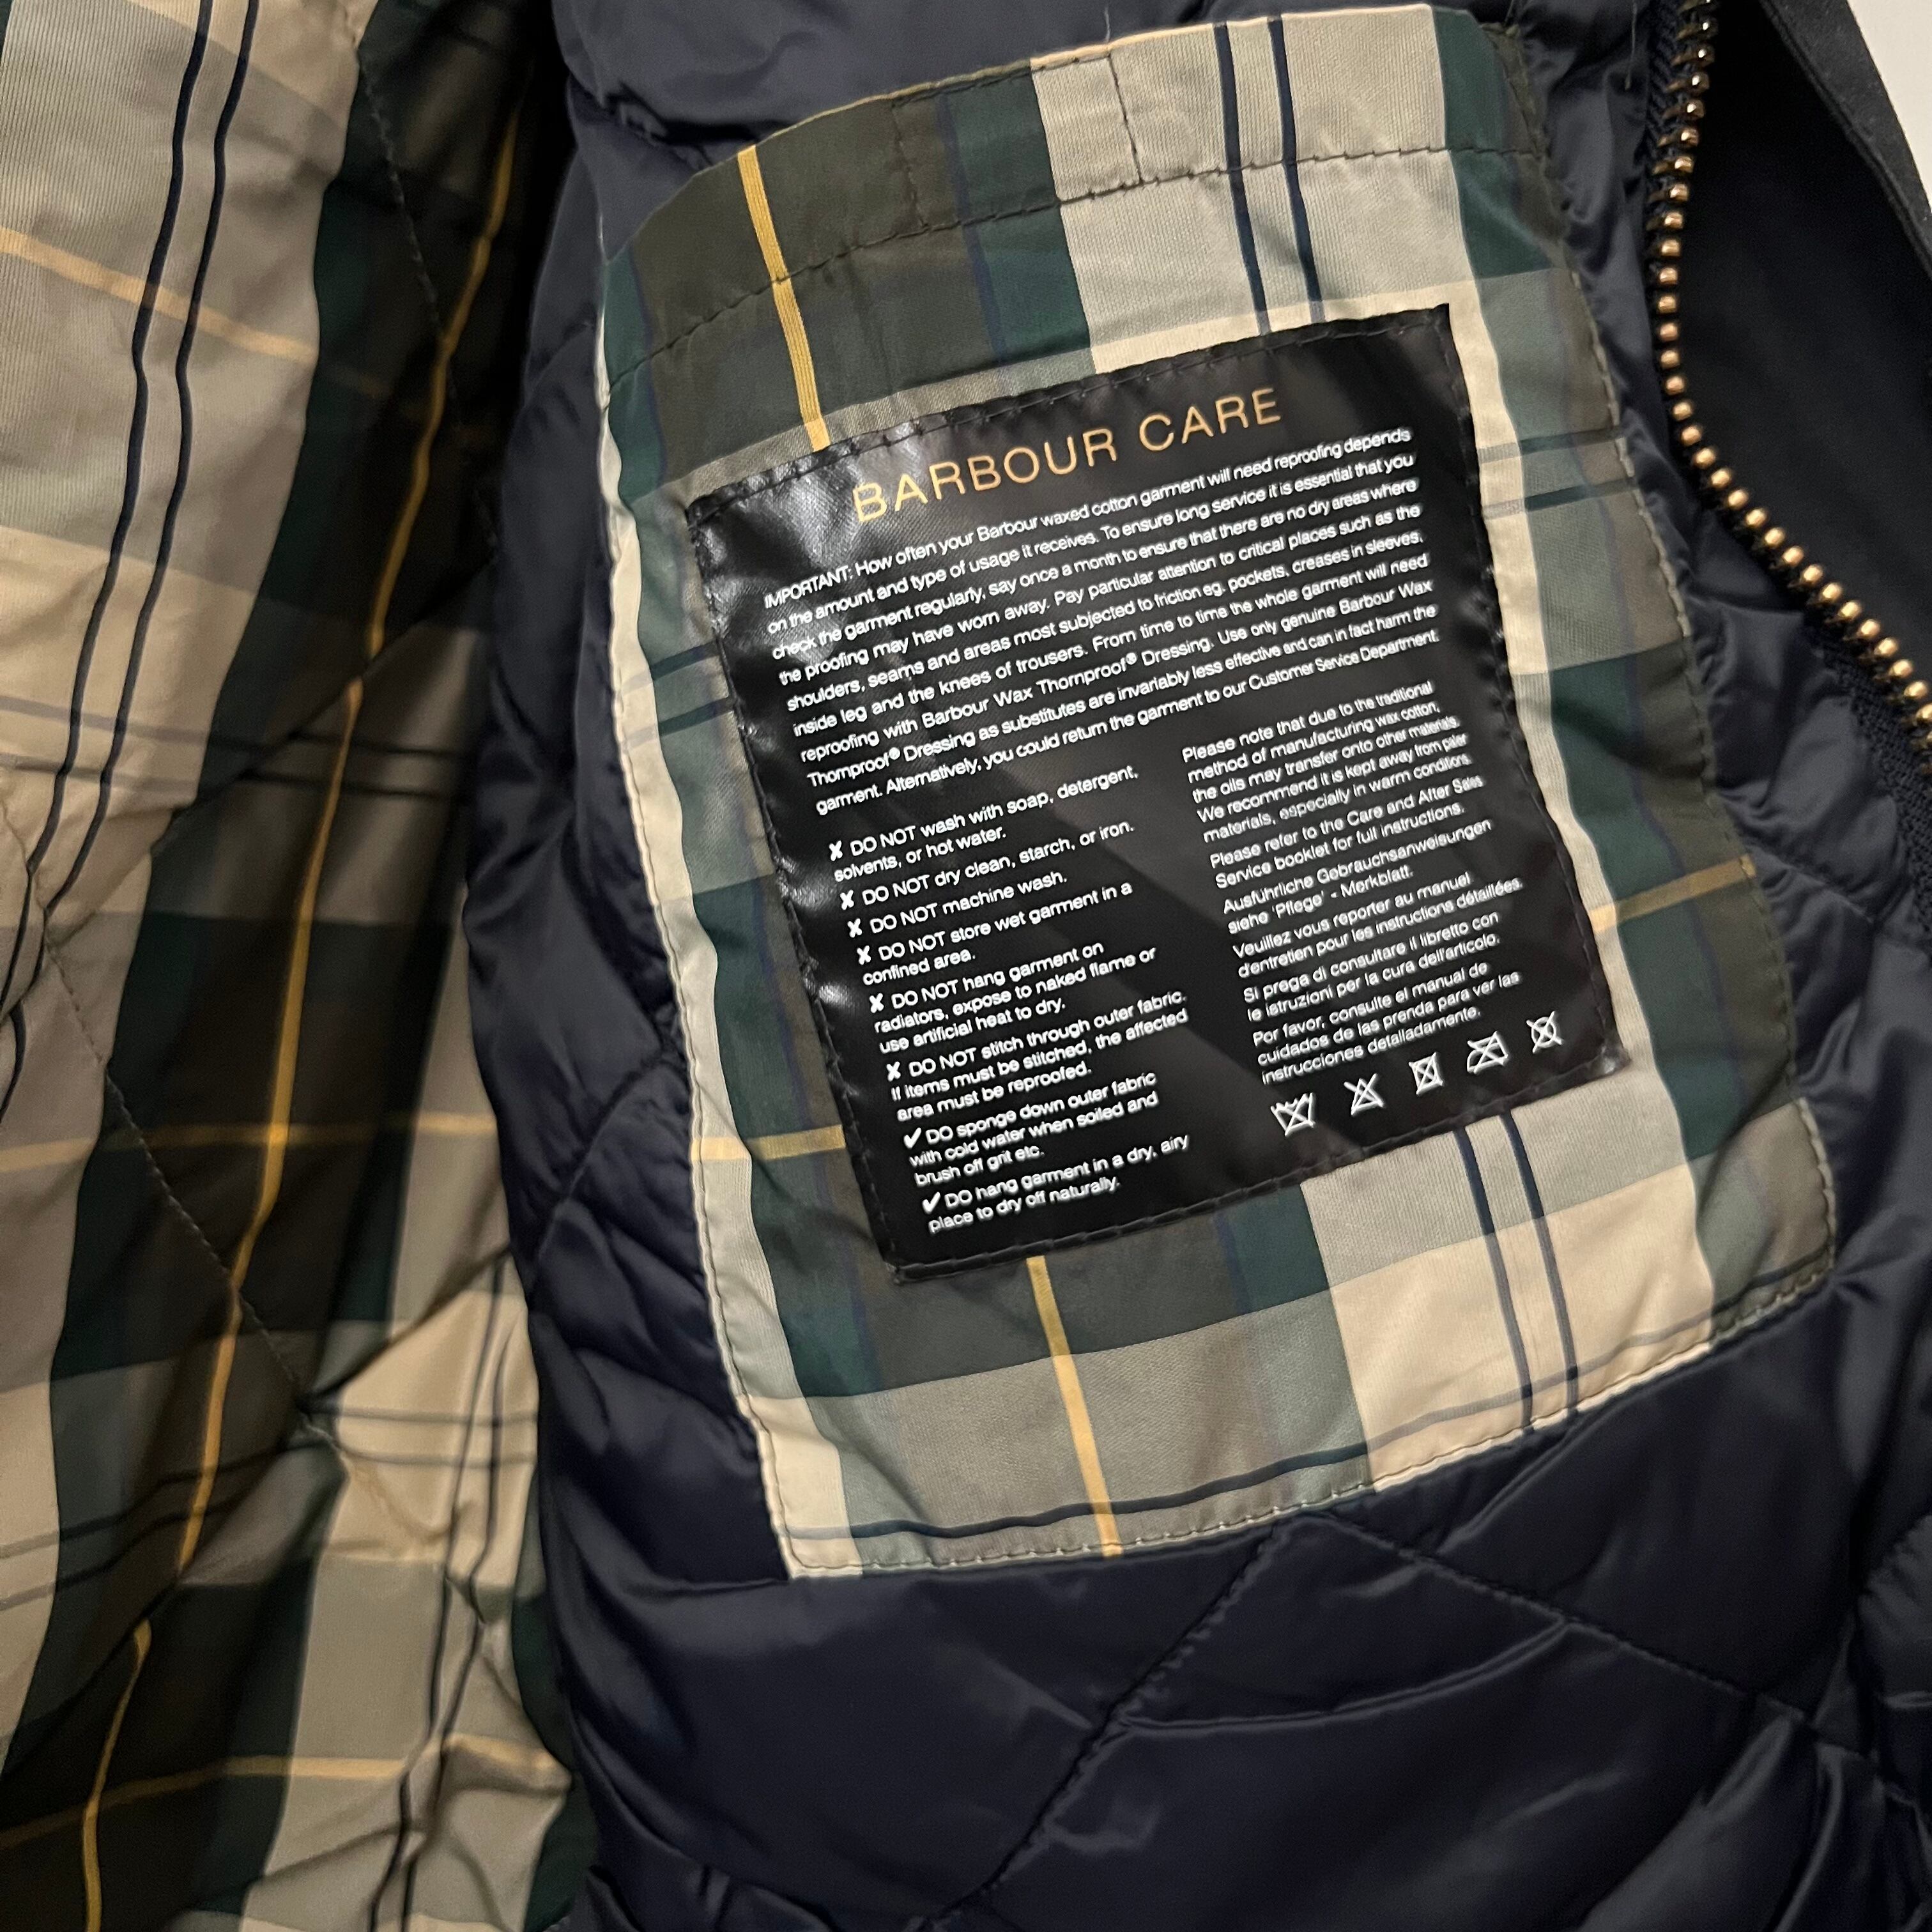 BARBOUR CARE
IMPORTANT: How often your Barbour waxed cotton garment will need reproofing depends
on the amount and type of usage it receives. To ensure long service it is essential that you
check the garment regularly, say once a month to ensure that there are no dry areas where
the proofing may have worn away. Pay particular attention to critical places such as the
shoulders, seams and areas most subjected to friction eg. pockets, creases in sleeves,
inside leg and the knees of trousers. From time to time the whole garment will need
reproofing with Barbour Wax Thornproof® Dressing. Use only genuine Barbour Wax
Thornproof® Dressing as substitutes are invariably less effective and can in fact harm the
garment. Alternatively, you could return the garment to our Customer Service Department.
✘ DO NOT wash with soap, detergent,
solvents, or hot water.
✘ DO NOT dry clean, starch, or iron.
✘ DO NOT machine wash.
✘ DO NOT store wet garment in a
confined area.
✘ DO NOT hang garment on
radiators, expose to naked flame or
use artificial heat to dry.
✘ DO NOT stitch through outer fabric.
If items must be stitched, the affected
area must be reproofed.
✔ DO sponge down outer fabric
with cold water when soiled and
brush off grit etc.
✔ DO hang garment in a dry, airy
place to dry off naturally.
Please note that due to the traditional
method of manufacturing wax cotton,
the oils may transfer onto other materials.
We recommend it is kept away from paler
materials, especially in warm conditions.
Please refer to the Care and After Sales
Service booklet for full instructions.
Ausführliche Gebrauchsanweisungen
siehe 'Pflege' - Merkblatt.
Veuillez vous reporter au manuel
d'entretien pour les instructions détaillées.
Si prega di consultare il libretto con
le istruzioni per la cura dell'articolo.
Por favor, consulte el manual de
cuidados de las prenda para ver las
instrucciones detalladamente.